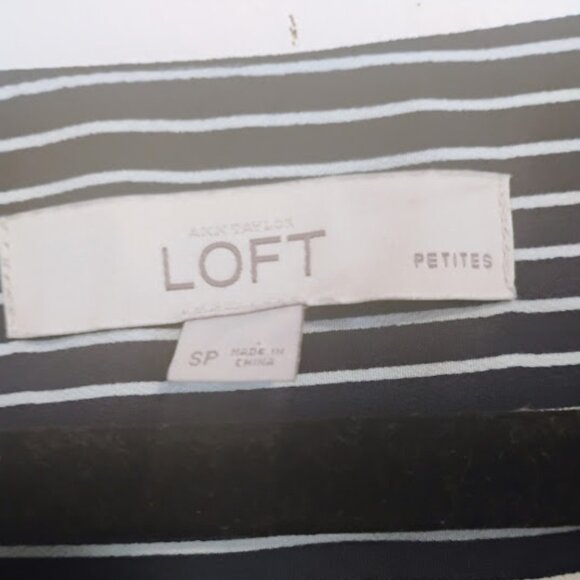 ANN TAYLOR
LOFT
PETITES
SP
MADE IN
CHINA